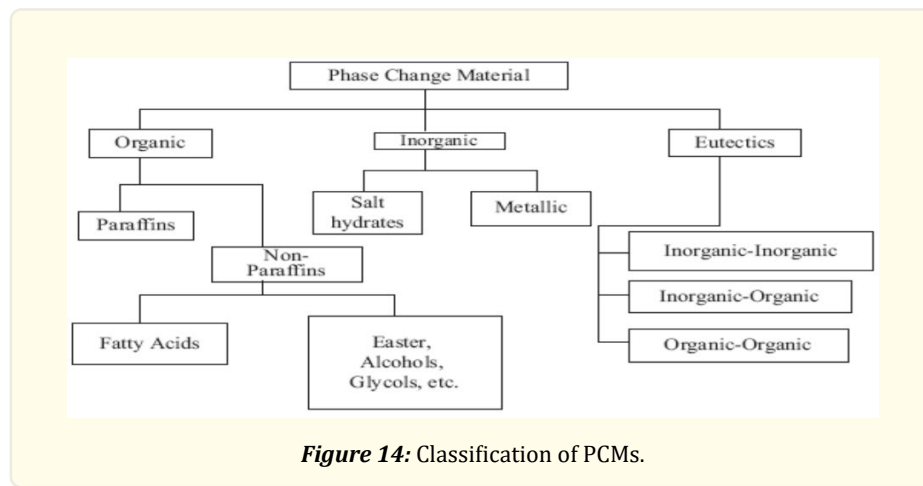 Phase Change Material
Organic
Inorganic
Eutectics
Paraffins
Salt
hydrates
Metallic
Non-
Paraffins
Inorganic-Inorganic
Inorganic-Organic
Organic-Organic
Fatty Acids
Easter,
Alcohols,
Glycols, etc.
Figure 14: Classification of PCMs.